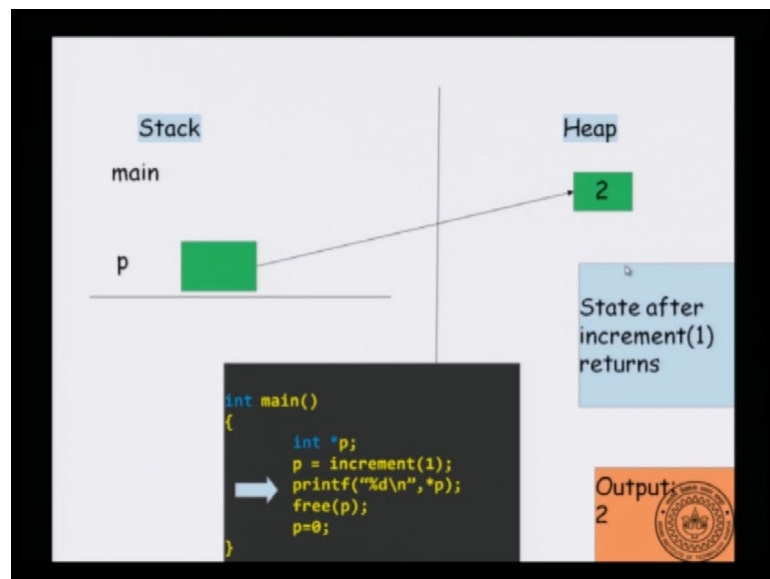 Stack
Heap
main
2
p
State after
increment(1)
returns
int main()
{
int *p;
p = increment(1);
printf("%d\n",*p);
free(p);
p=0;
}
Output:
2